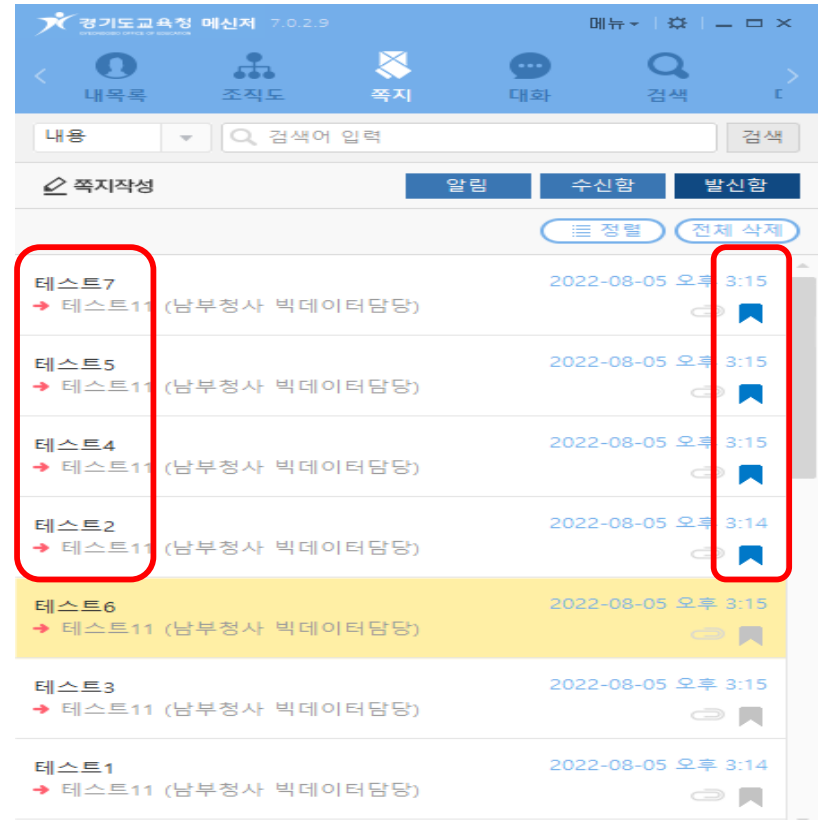 경기도교육청 메신저 7.0.2.9 메뉴
내목록 조직도 쪽지 대화 검색
내용 검색어 입력 검색
쪽지작성 알림 수신함 발신함
정렬 전체 삭제
테스트7 2022-08-05 오후 3:15
테스트11 (남부청사 빅데이터담당)
테스트5 2022-08-05 오후 3:15
테스트11 (남부청사 빅데이터담당)
테스트4 2022-08-05 오후 3:15
테스트11 (남부청사 빅데이터담당)
테스트2 2022-08-05 오후 3:14
테스트11 (남부청사 빅데이터담당)
테스트6 2022-08-05 오후 3:15
테스트11 (남부청사 빅데이터담당)
테스트3 2022-08-05 오후 3:15
테스트11 (남부청사 빅데이터담당)
테스트1 2022-08-05 오후 3:14
테스트11 (남부청사 빅데이터담당)